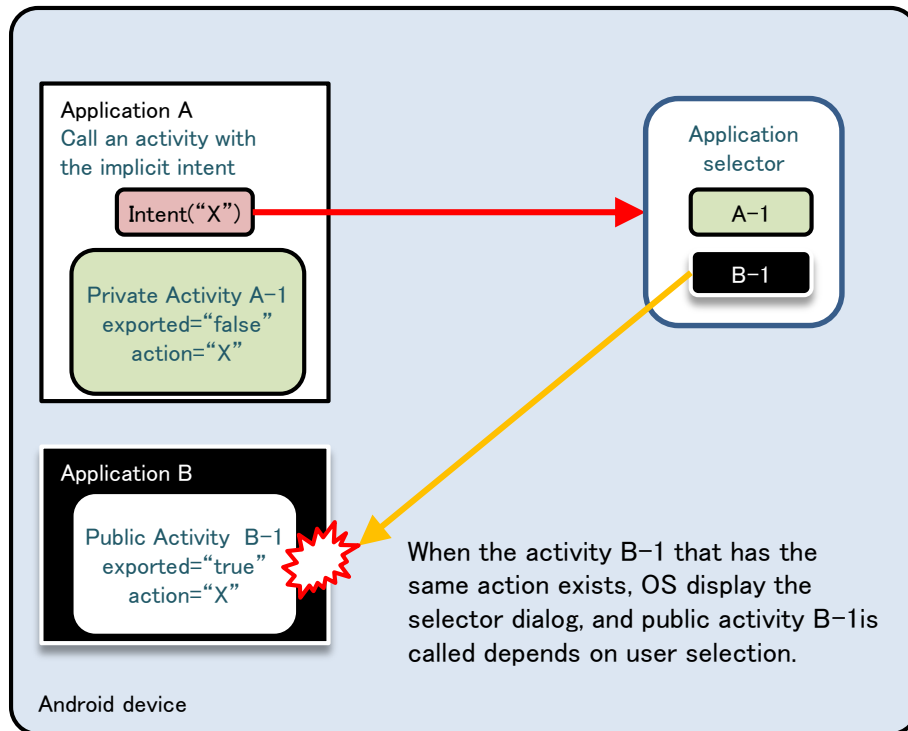 Application A
Call an activity with
the implicit intent
Intent(“X”)
Private Activity A-1
exported=“false”
action=“X”
Application
selector
A-1
B-1
Application B
Public Activity B-1
exported=“true”
action=“X”
When the activity B-1 that has the
same action exists, OS display the
selector dialog, and public activity B-1is
called depends on user selection.
Android device